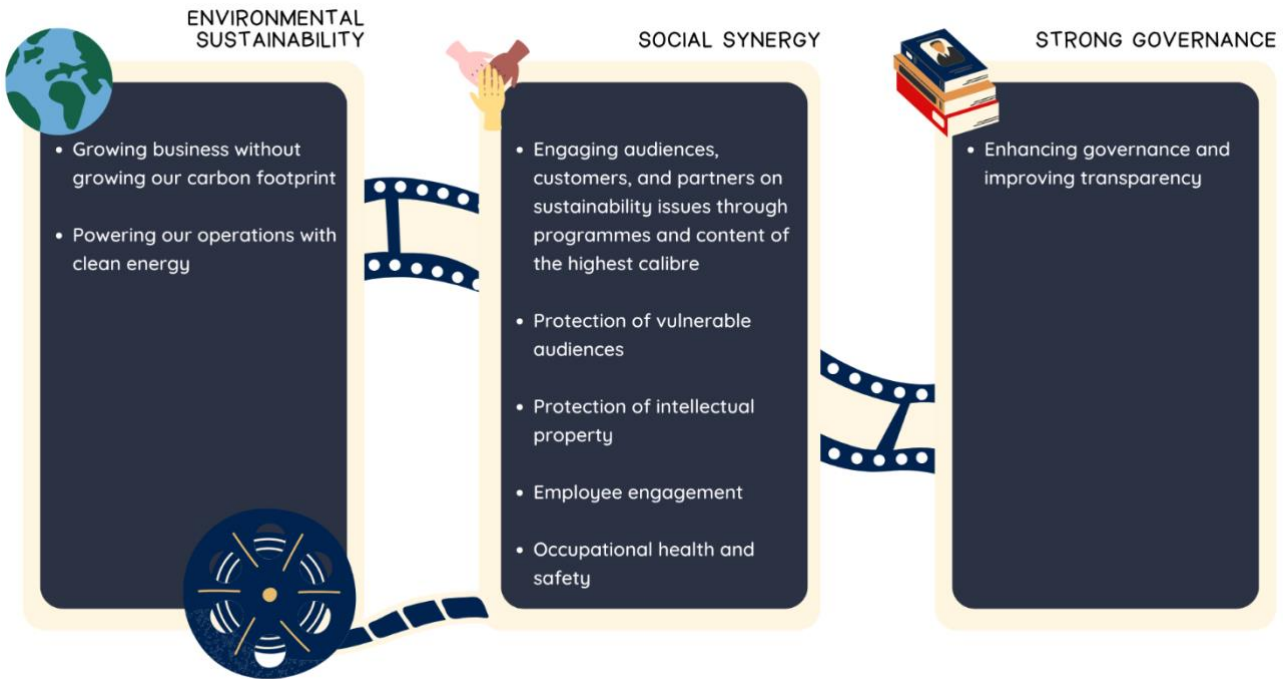 ENVIRONMENTAL
SUSTAINABILITY
• Growing business without
growing our carbon footprint
• Powering our operations with
clean energy
SOCIAL SYNERGY
• Engaging audiences,
customers, and partners on
sustainability issues through
programmes and content of
the highest calibre
• Protection of vulnerable
audiences
• Protection of intellectual
property
• Employee engagement
• Occupational health and
safety
STRONG GOVERNANCE
• Enhancing governance and
improving transparency